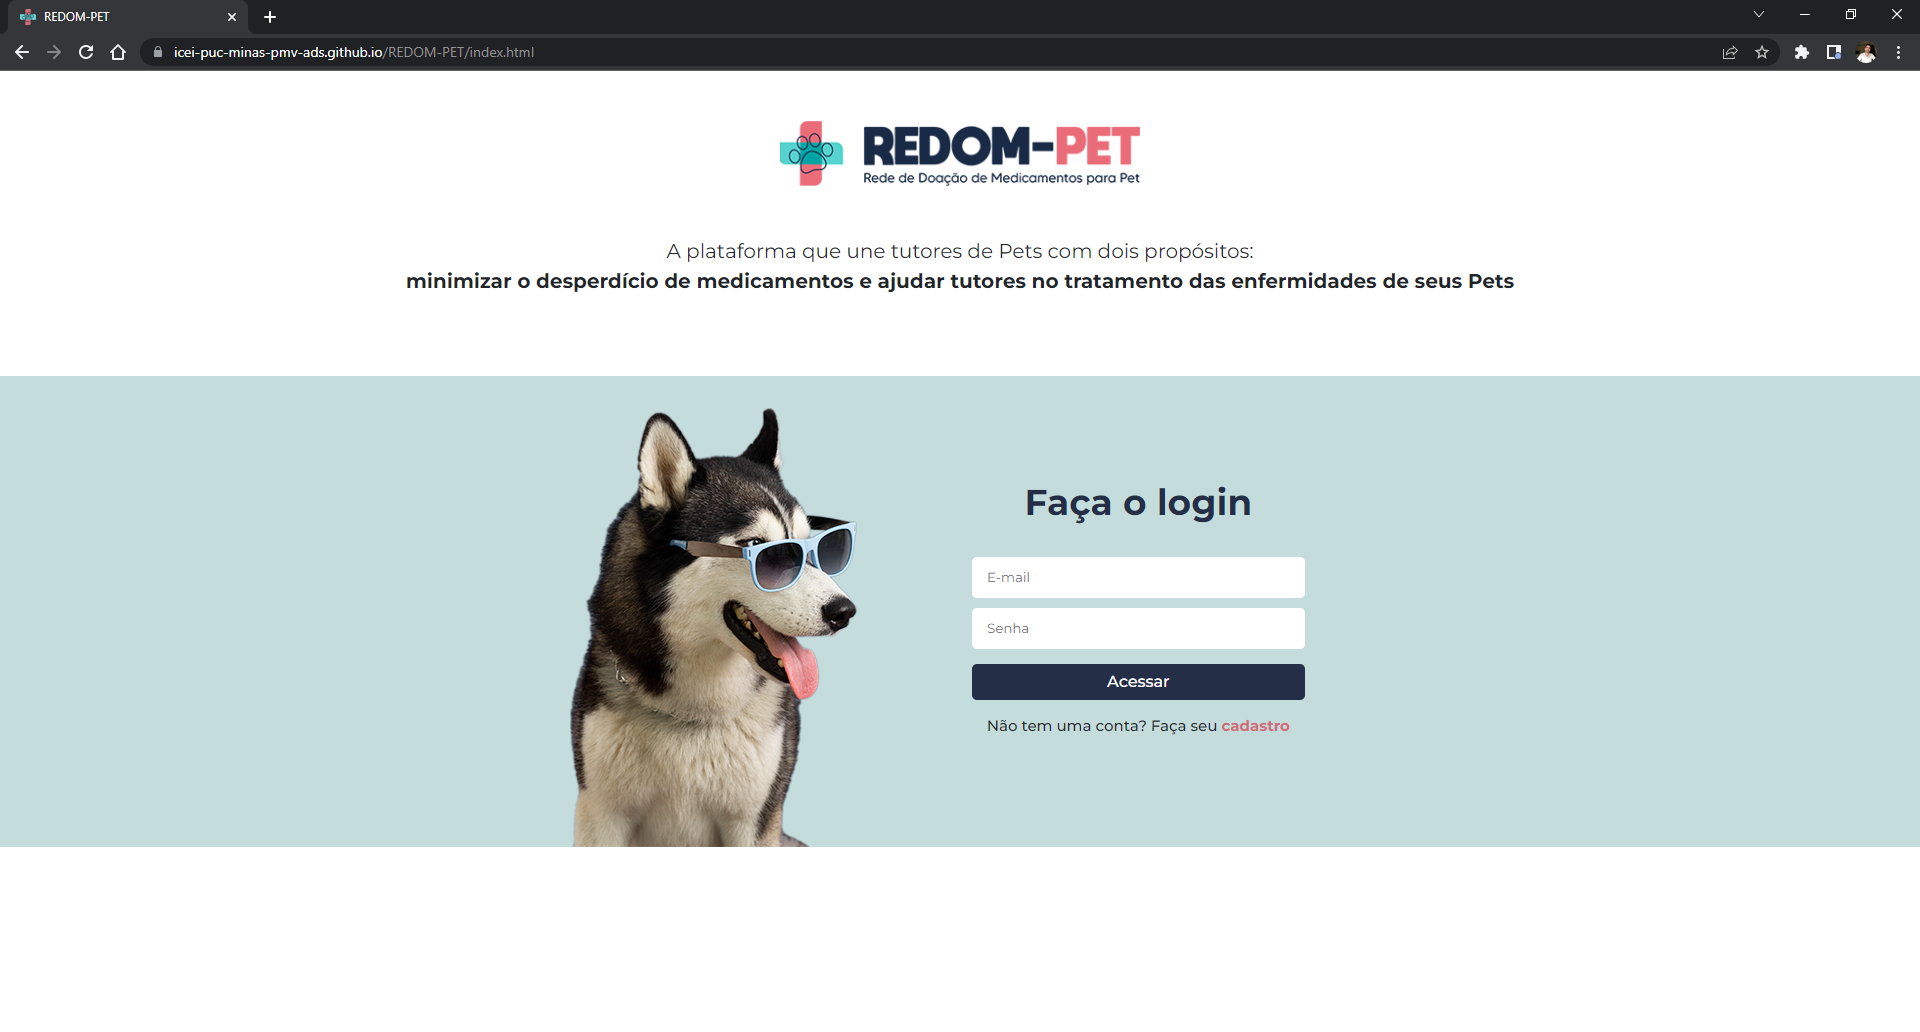 REDOM-PET
icei-puc-minas-pmv-ads.github.io/REDOM-PET/index.html
REDOM-PET
Rede de Doação de Medicamentos para Pet
A plataforma que une tutores de Pets com dois propósitos:
minimizar o desperdício de medicamentos e ajudar tutores no tratamento das enfermidades de seus Pets
Faça o login
E-mail
Senha
Acessar
Não tem uma conta? Faça seu cadastro